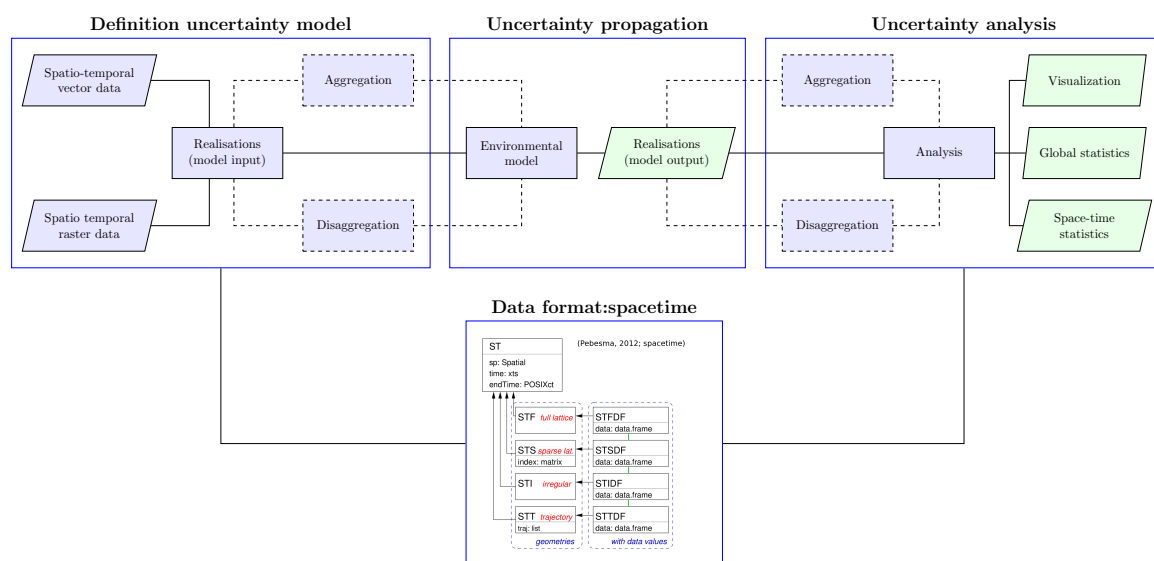 Definition uncertainty model
Uncertainty propagation
Uncertainty analysis
Spatio-temporal
vector data
Aggregation
Realisations
(model input)
Spatio temporal
raster data
Disaggregation
Environmental
model
Realisations
(model output)
Aggregation
Disaggregation
Analysis
Visualization
Global statistics
Space-time
statistics
Data format:spacetime
(Pebesma, 2012; spacetime)
ST
sp: Spatial
time: xts
endTime: POSIXct
STF full lattice
STFDF
data: data.frame
STS sparse lat.
index: matrix
STSDF
data: data.frame
STI irregular
STIDF
data: data.frame
STT trajectory
traj: list
STTDF
data: data.frame
geometries
with data values